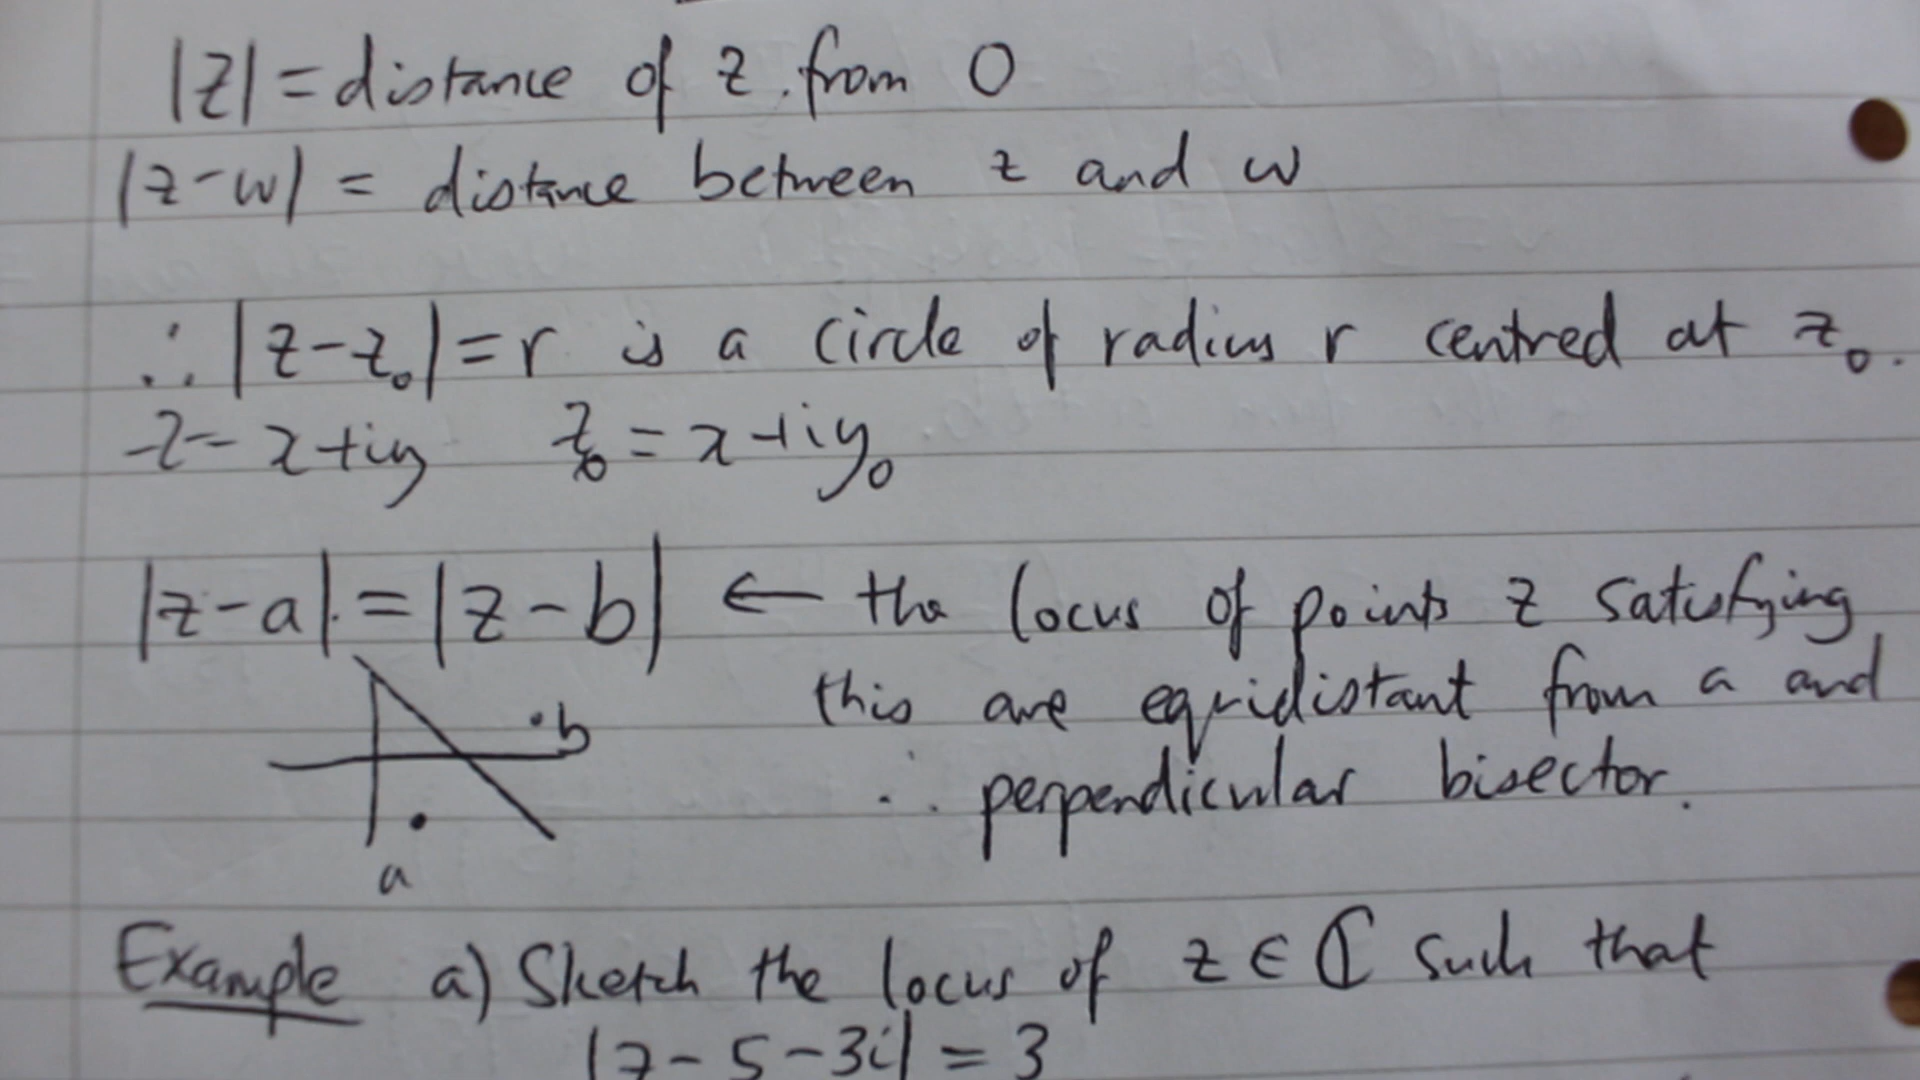 |z| = distance of z from 0
|z-w| = distance between z and w
∴ |z-z₀| = r is a circle of radius r centred at z₀.
z = x+iy z₀ = x+iy₀
|z-a| = |z-b| ← the locus of points z satisfying
this are equidistant from a and
b
∴ perpendicular bisector.
a
Example a) Sketch the locus of z ∈ ℂ such that
|z-5-3i| = 3